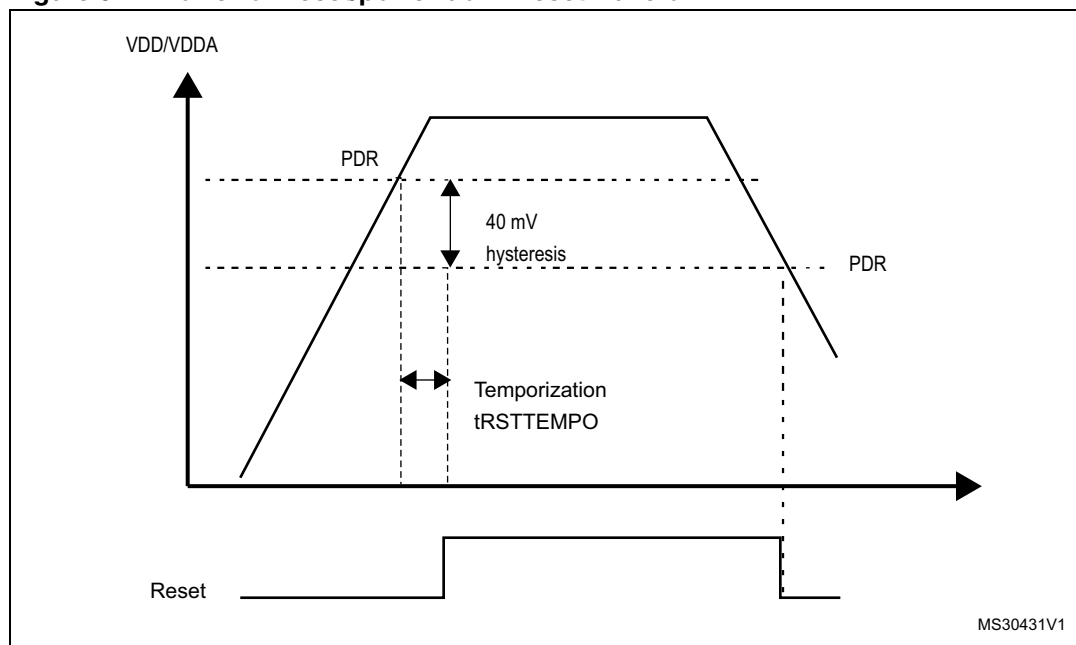 VDD/VDDA
PDR
40 mV
hysteresis
PDR
Temporization
tRSTTEMPO
Reset
MS30431V1